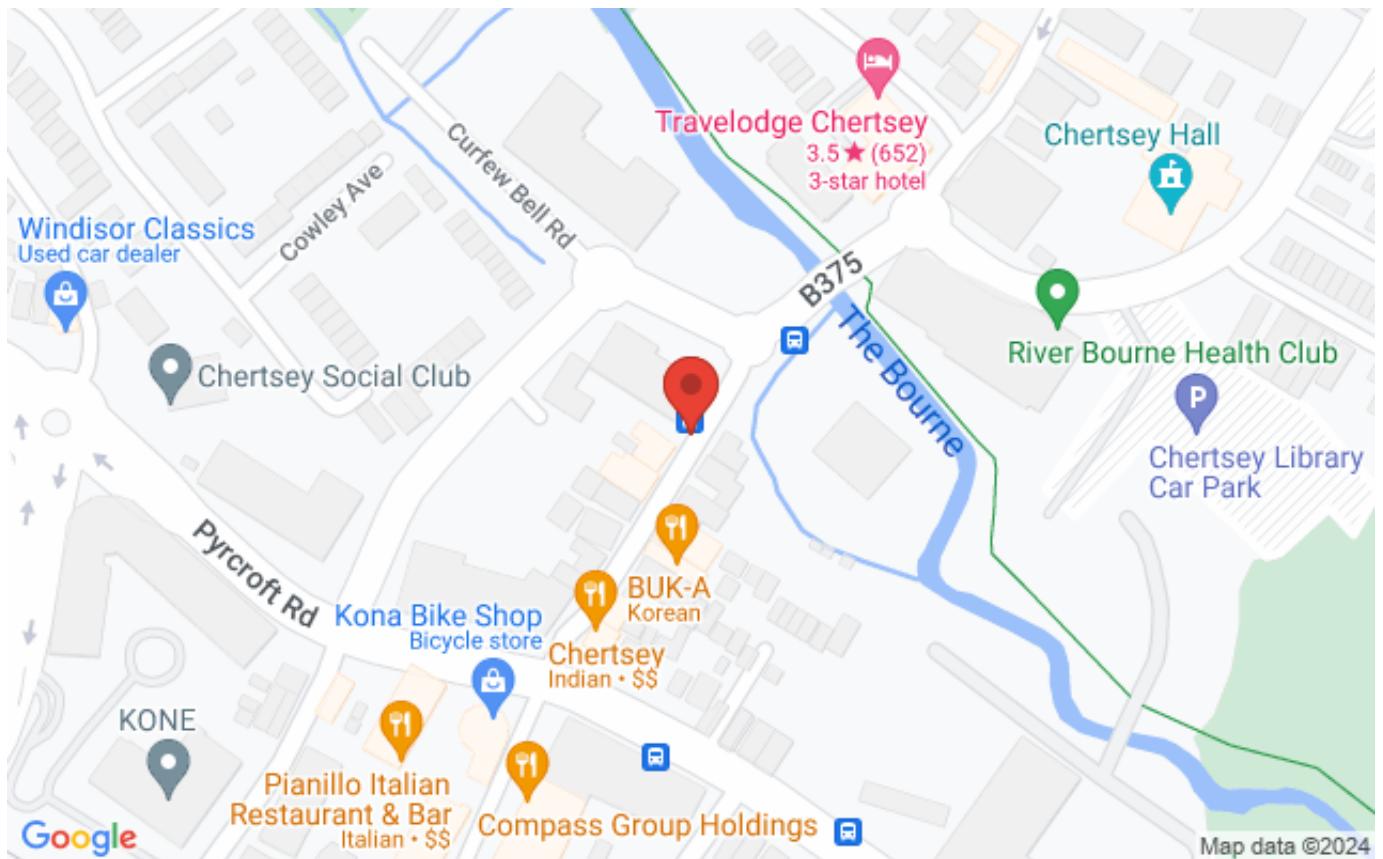 Travelodge Chertsey
3.5★ (652)
3-star hotel
Chertsey Hall
Curfew Bell Rd
Cowley Ave
Windisor Classics
Used car dealer
B375
The Bourne
River Bourne Health Club
Chertsey Social Club
P
Chertsey Library
Car Park
Pyrcroft Rd
BUK-A
Korean
Kona Bike Shop
Bicycle store
Chertsey
Indian • $$
KONE
Pianillo Italian
Restaurant & Bar
Italian • $$
Compass Group Holdings
Google
Map data ©2024